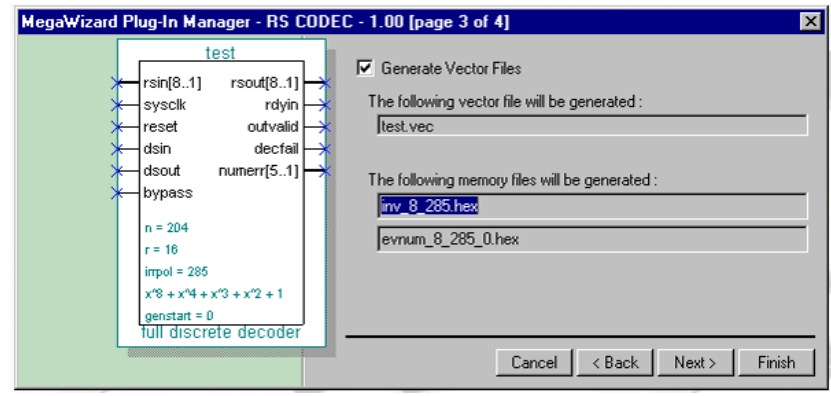 MegaWizard Plug-In Manager - RS CODEC - 1.00 [page 3 of 4]
test
rsin[8..1] rsout[8..1]
sysclk rdyin
reset outvalid
dsin decfail
dsout numerr[5..1]
bypass
n = 204
r = 16
irrpol = 285
x^8 + x^4 + x^3 + x^2 + 1
genstart = 0
full discrete decoder
Generate Vector Files
The following vector file will be generated :
test.vec
The following memory files will be generated :
inv_8_285.hex
evnum_8_285_0.hex
Cancel < Back Next > Finish